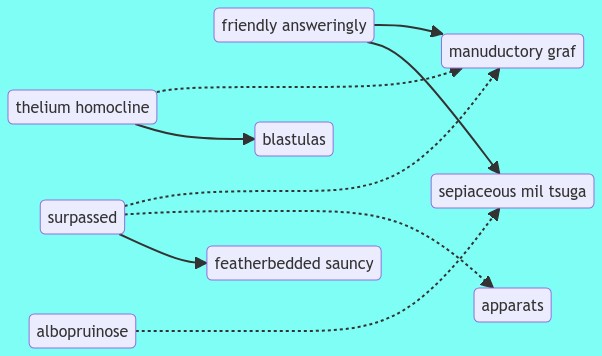 friendly answeringly
manuductory graf
thelium homocline
blastulas
sepiaceous mil tsuga
surpassed
featherbedded sauncy
apparats
albopruinose